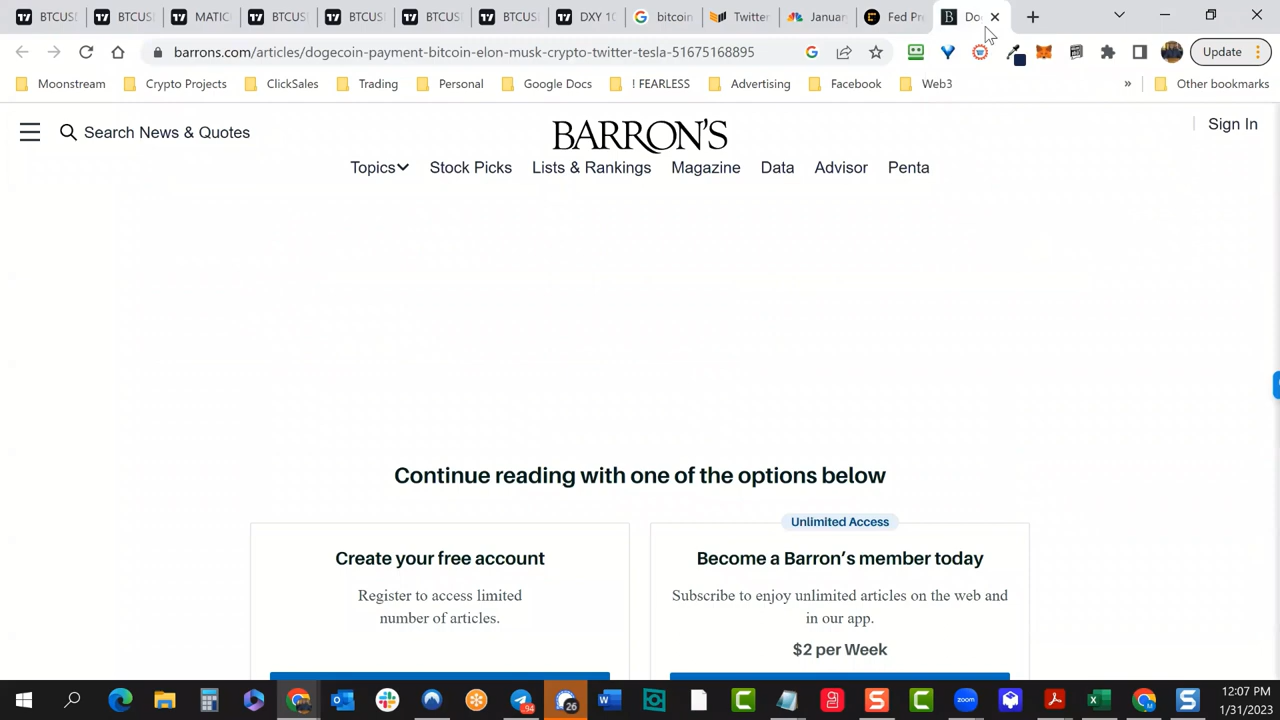 BTCUS
BTCUS
MATIC
BTCUS
BTCUS
BTCUS
BTCUS
DXY 10
bitcoin
Twitter
Januar
Fed Pr
B
Do
barrons.com/articles/dogecoin-payment-bitcoin-elon-musk-crypto-twitter-tesla-51675168895
Update
Moonstream
Crypto Projects
ClickSales
Trading
Personal
Google Docs
! FEARLESS
Advertising
Facebook
Web3
»
Other bookmarks
Search News & Quotes
BARRON'S
Sign In
Topics
Stock Picks
Lists & Rankings
Magazine
Data
Advisor
Penta
Continue reading with one of the options below
Unlimited Access
Create your free account
Become a Barron’s member today
Register to access limited
number of articles.
Subscribe to enjoy unlimited articles on the web and
in our app.
$2 per Week
94
26
12:07 PM
1/31/2023